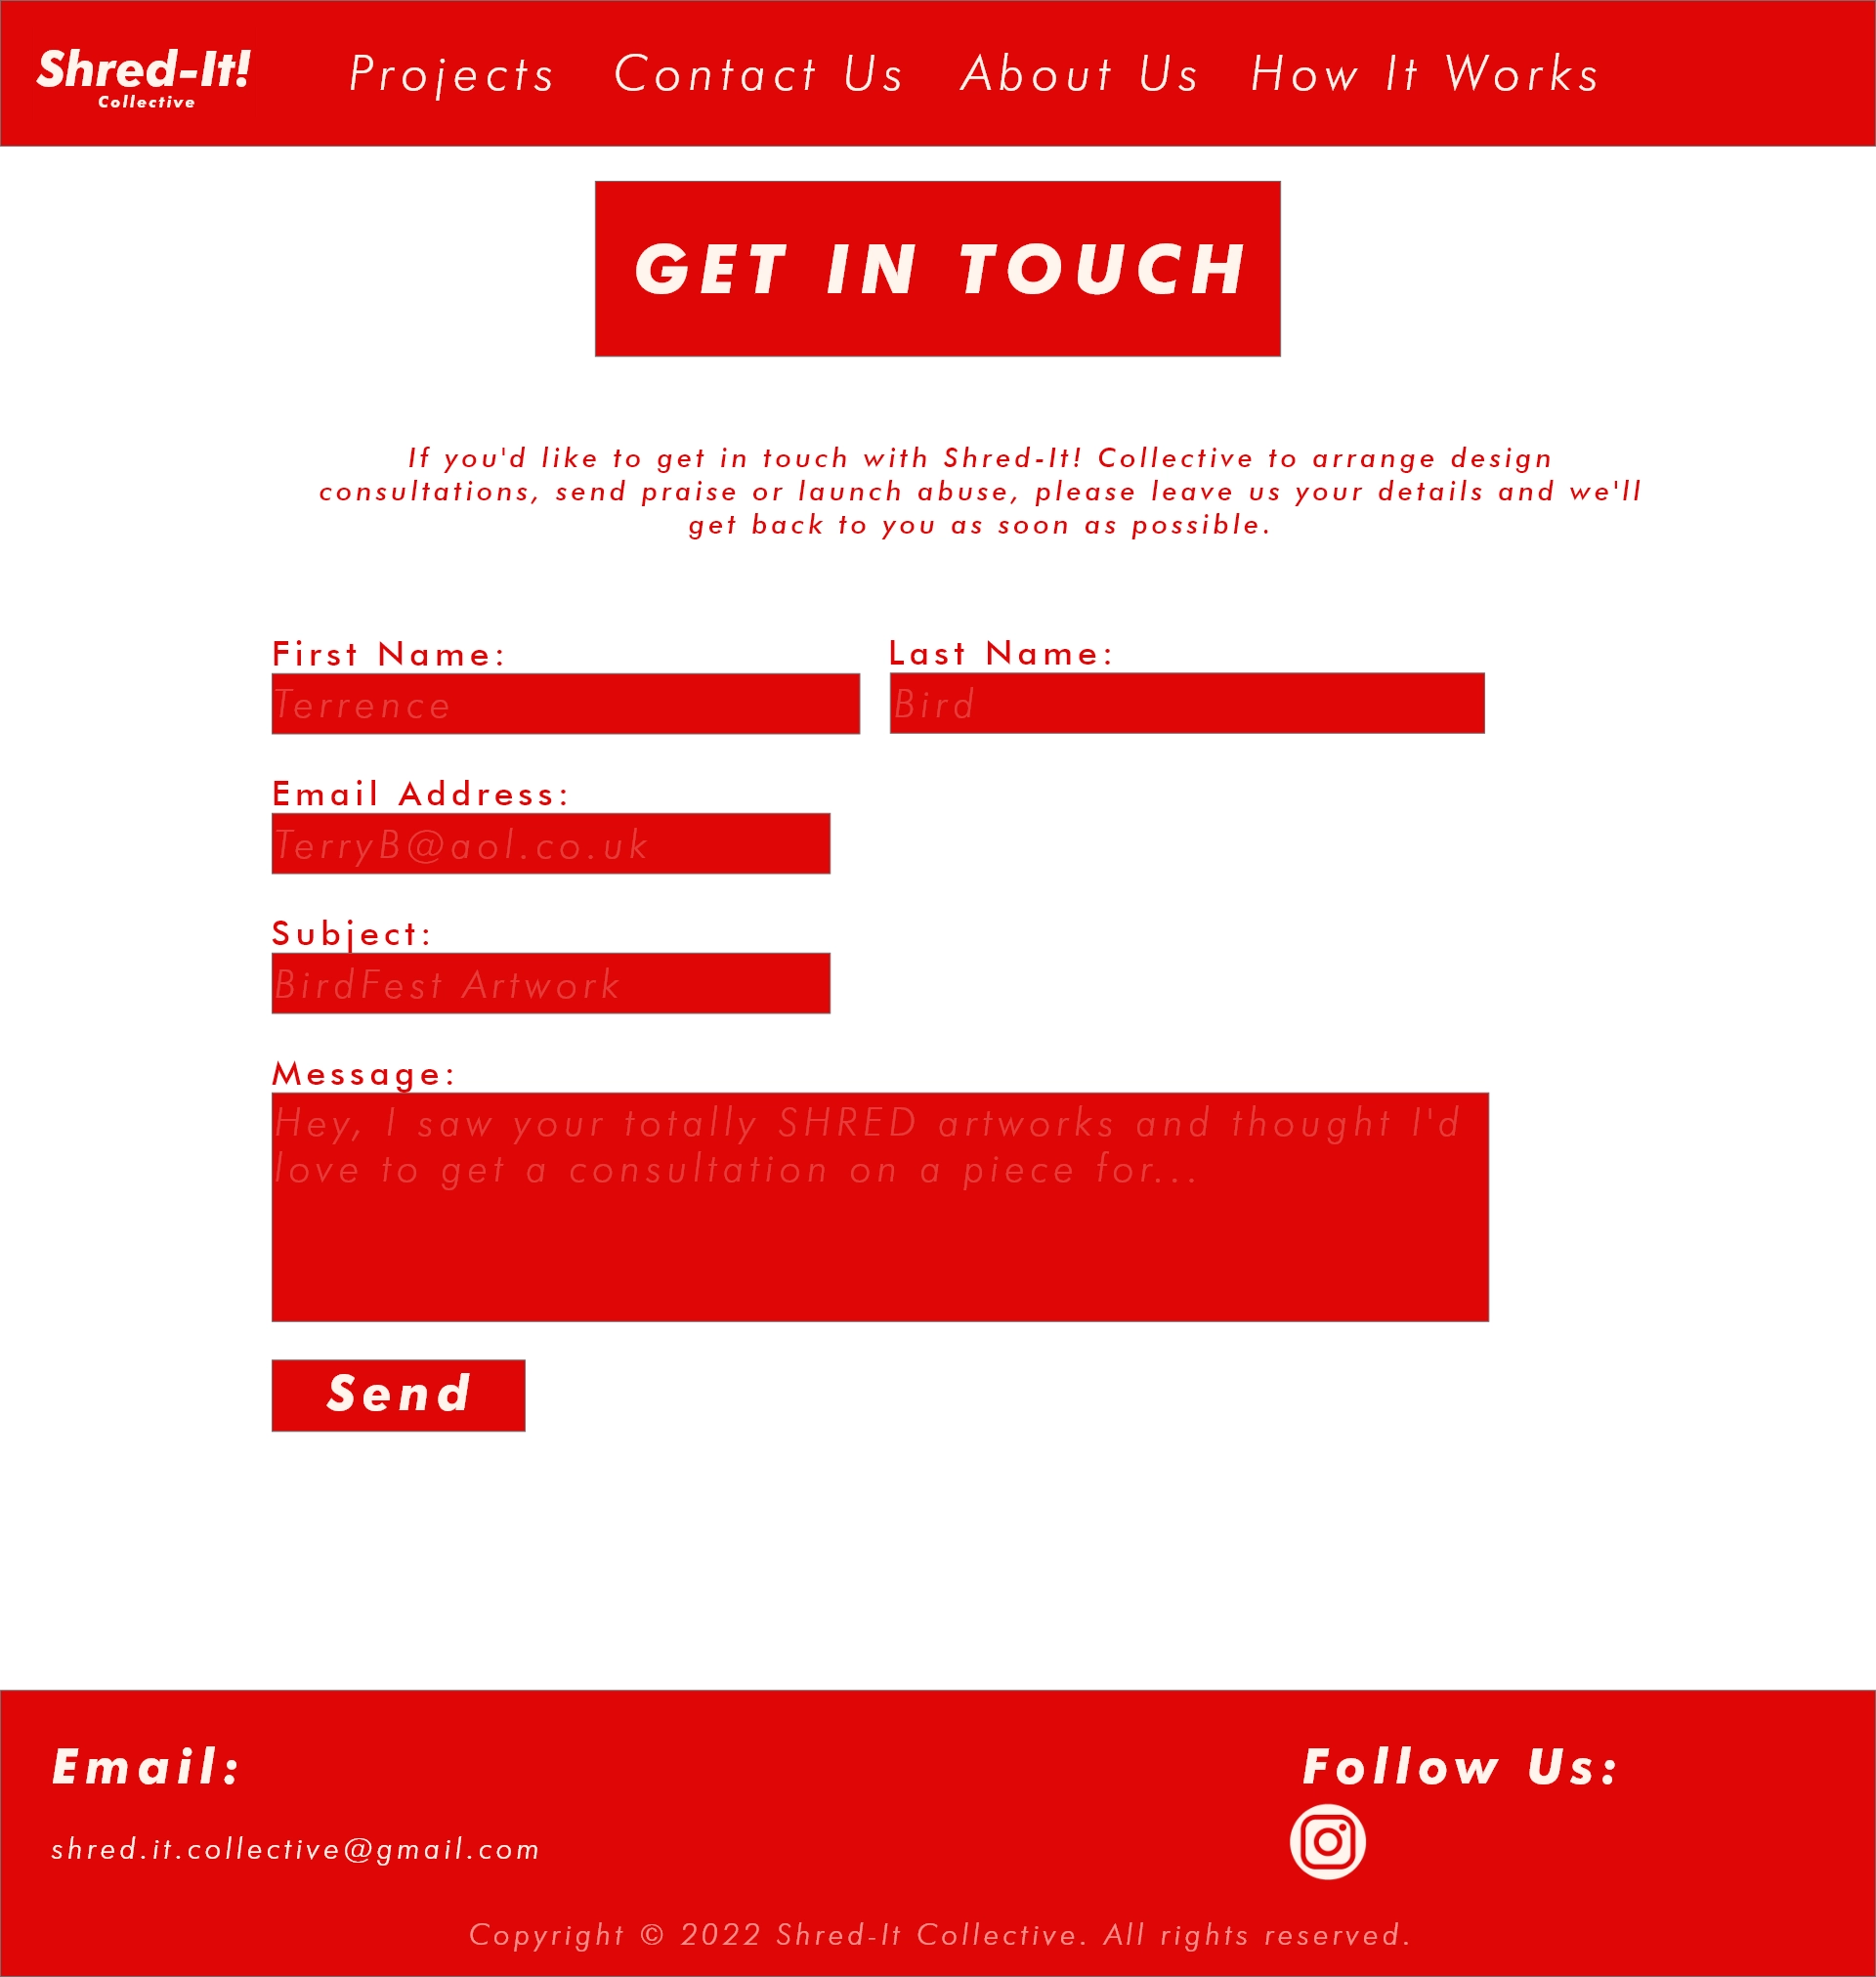 Shred-It!
Collective
Projects Contact Us About Us How It Works
GET IN TOUCH
If you'd like to get in touch with Shred-It! Collective to arrange design
consultations, send praise or launch abuse, please leave us your details and we'll
get back to you as soon as possible.
First Name: Last Name:
Terrence Bird
Email Address:
TerryB@aol.co.uk
Subject:
BirdFest Artwork
Message:
Hey, I saw your totally SHRED artworks and thought I'd
love to get a consultation on a piece for...
Send
Email: Follow Us:
shred.it.collective@gmail.com
Copyright © 2022 Shred-It Collective. All rights reserved.